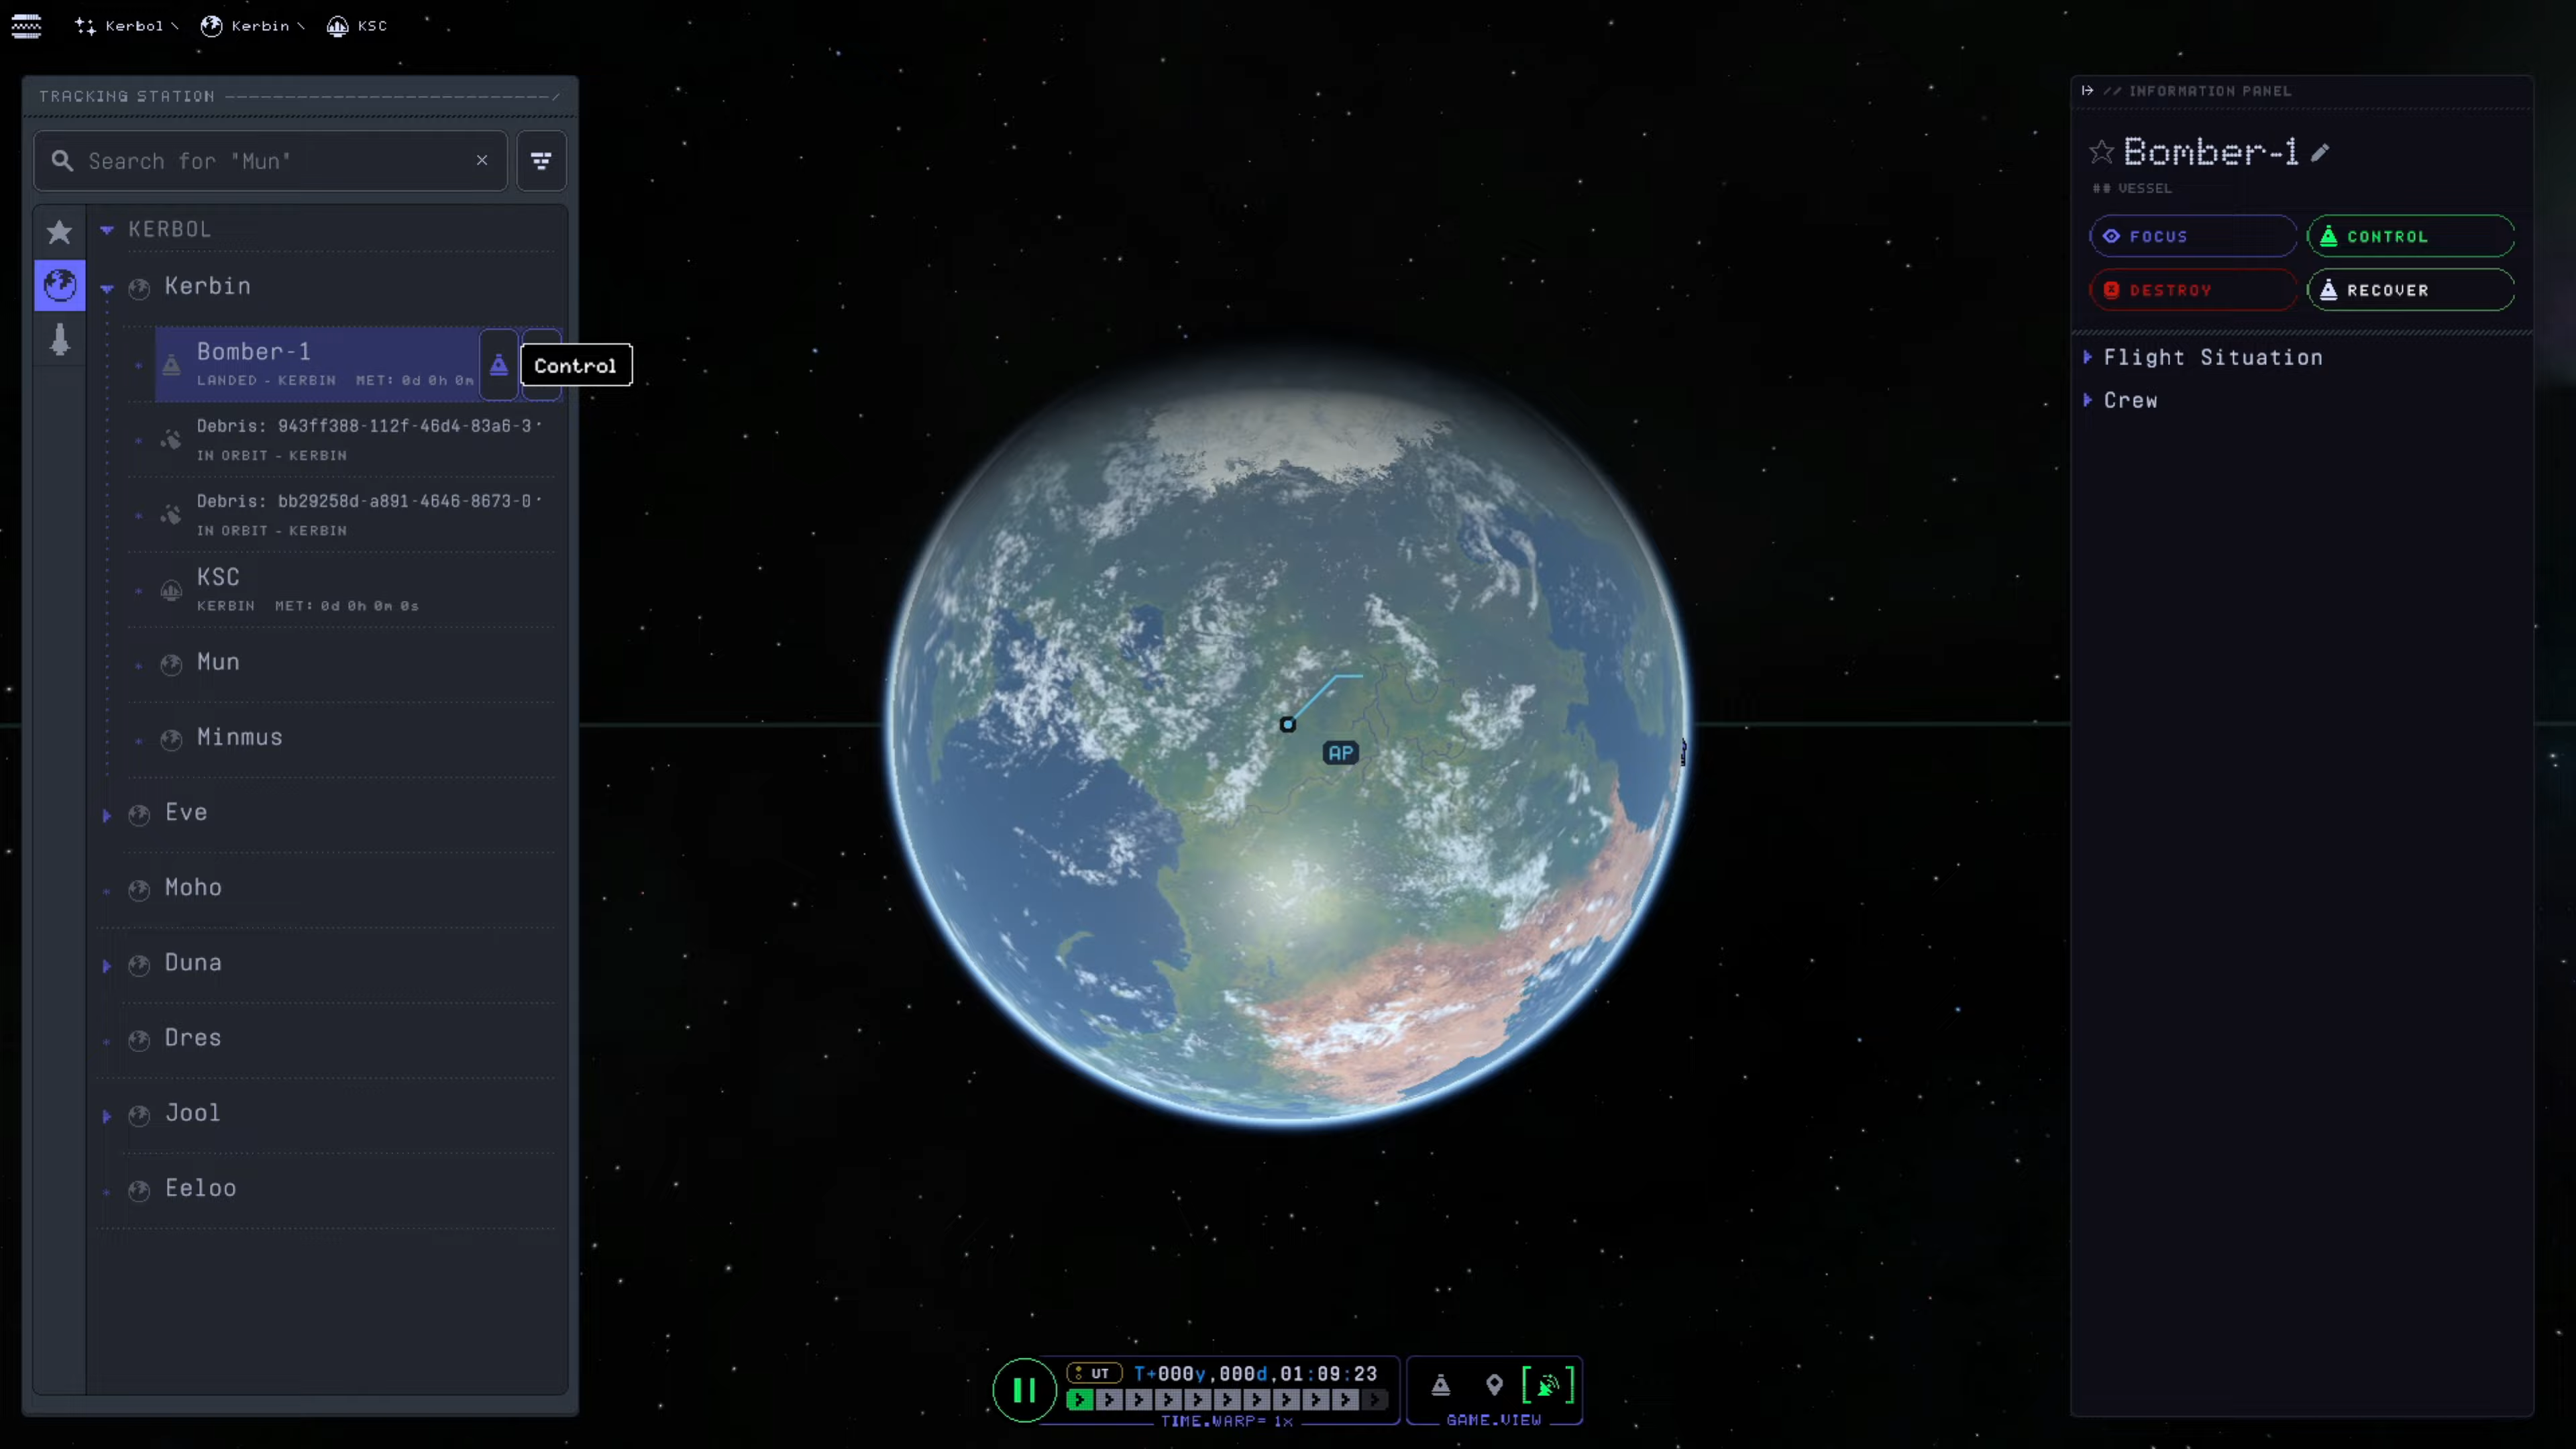 Kerbol \ Kerbin \ KSC
TRACKING STATION
Search for "Mun"
KERBOL
Kerbin
Bomber-1
LANDED - KERBIN MET: 0d 0h 0m
Control
Debris: 943ff388-112f-46d4-83a6-3
IN ORBIT - KERBIN
Debris: bb29258d-a891-4646-8673-0
IN ORBIT - KERBIN
KSC
KERBIN MET: 0d 0h 0m 0s
Mun
Minmus
Eve
Moho
Duna
Dres
Jool
Eeloo
AP
UT T+000y,000d,01:09:23
TIME.WARP= 1x
GAME.VIEW
// INFORMATION PANEL
Bomber-1
## VESSEL
FOCUS
CONTROL
DESTROY
RECOVER
Flight Situation
Crew